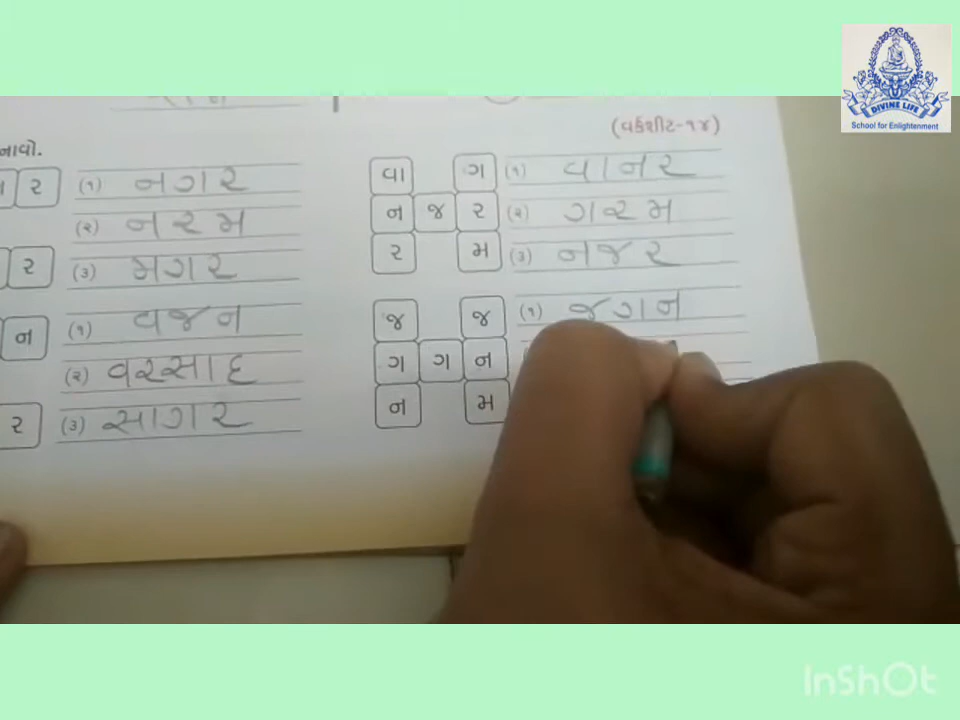 DIVINE LIFE
School for Enlightenment
(વર્કશીટ-૧૪)
નાવો.
ર
(૧) નગર
(૨) નરમ
ર
(૩) મગર
ન
(૧) વજન
(૨) વરસાદ
ર
(૩) સાગર
વા ગ
(૧) વાનર
ન જ ર
(૨) ગરમ
ર મ
(૩) નજર
જ જ
(૧) જગન
ગ ગ ન
ન મ
InShOt